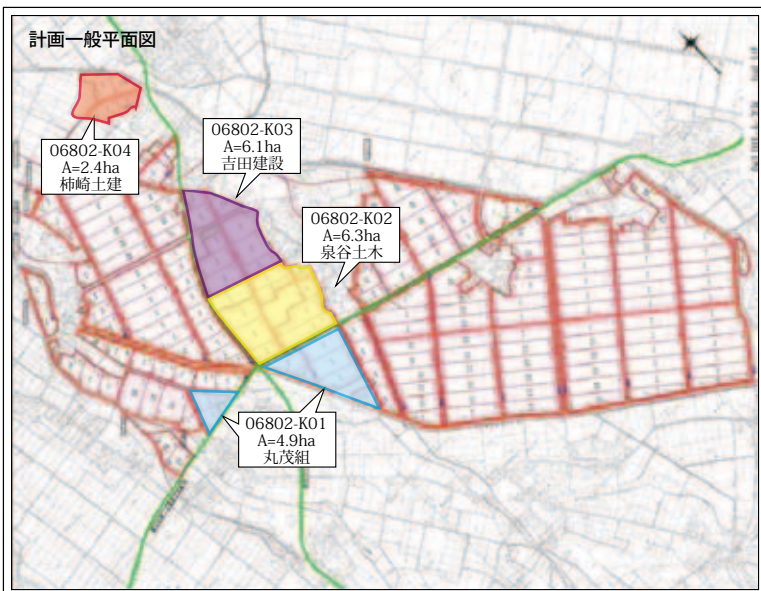 計画一般平面図
06802-K04
A=2.4ha
柿崎土建
06802-K03
A=6.1ha
吉田建設
06802-K02
A=6.3ha
泉谷土木
06802-K01
A=4.9ha
丸茂組